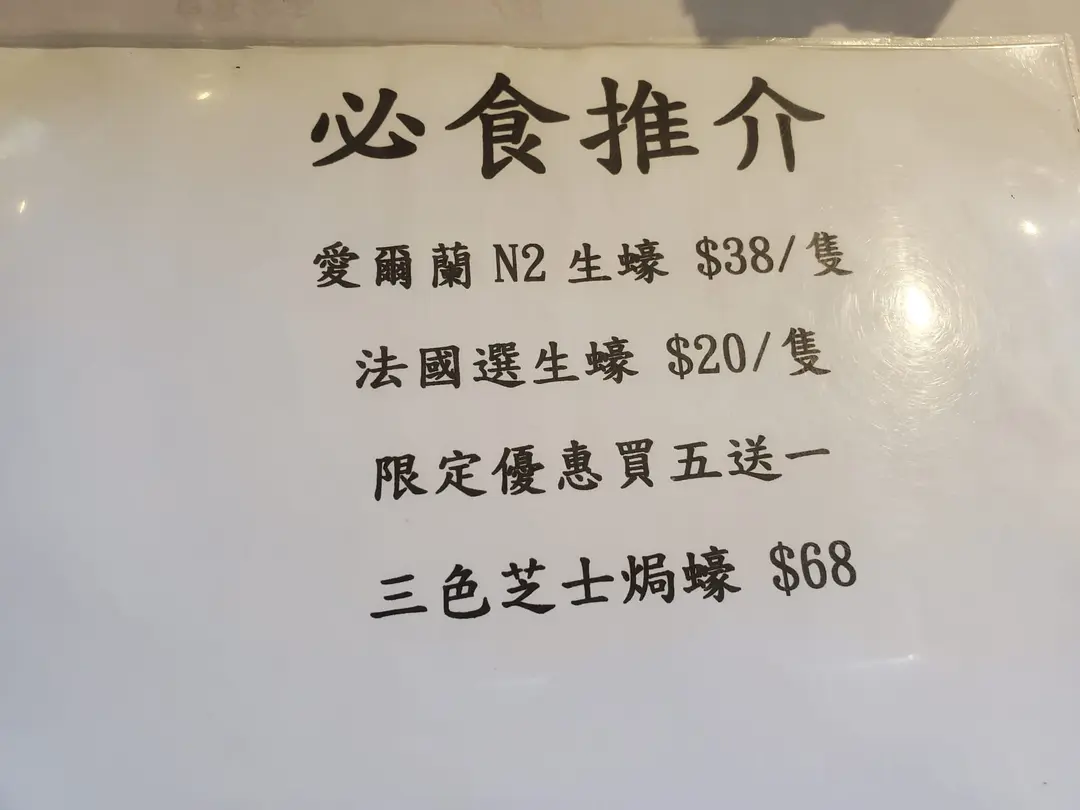 必食推介
愛爾蘭 N2 生蠔 $38/隻
法國選生蠔 $20/隻
限定優惠買五送一
三色芝士焗蠔 $68